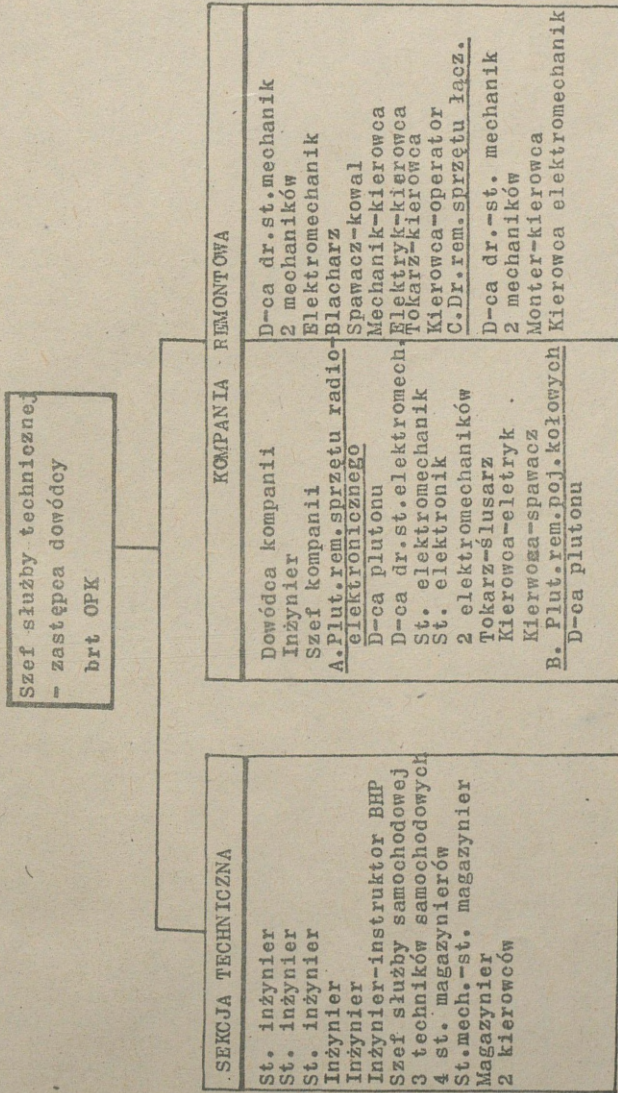 Szef służby technicznej
- zastępca dowódcy
brt OPK
SEKCJA TECHNICZNA
St. inżynier
St. inżynier
St. inżynier
Inżynier
Inżynier
Inżynier-instruktor BHP
Szef służby samochodowej
3 techników samochodowych
4 st. magazynierów
St.mech.-st. magazynier
Magazynier
2 kierowców
KOMPANIA REMONTOWA
Dowódca kompanii
Inżynier
Szef kompanii
A.Plut.rem.sprzętu radio-
elektronicznego
D-ca plutonu
D-ca dr.st.elektromech.
St. elektromechanik
St. elektronik
2 elektromechaników
Tokarz-ślusarz
Kierowca-eletryk
Kierwoea-spawacz
B. Plut.rem.poj.kołowych
D-ca plutonu
D-ca dr.st.mechanik
2 mechaników
Elektromechanik
Blacharz
Spawacz-kowal
Mechanik-kierowca
Elektryk-kierowca
Tokarz-kierowca
Kierowca-operator
C.Dr.rem.sprzętu łącz.
D-ca dr.-st. mechanik
2 mechaników
Monter-kierowca
Kierowca elektromechanik